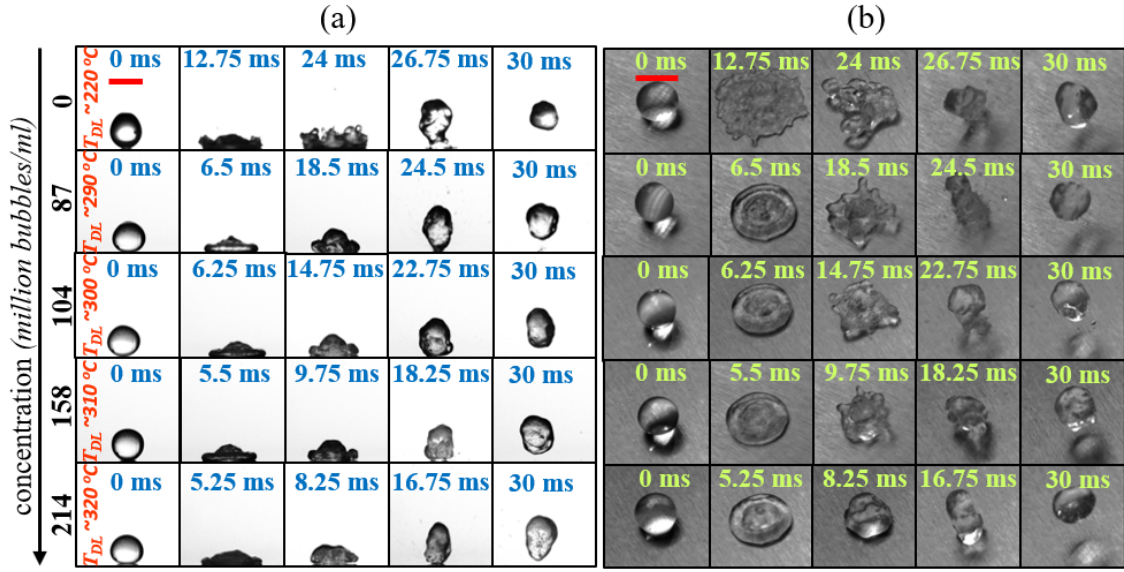 (a) (b)
concentration (million bubbles/ml)
0
T_DL ~220 °C
0 ms 12.75 ms 24 ms 26.75 ms 30 ms
0 ms 12.75 ms 24 ms 26.75 ms 30 ms
87
T_DL ~290 °C
0 ms 6.5 ms 18.5 ms 24.5 ms 30 ms
0 ms 6.5 ms 18.5 ms 24.5 ms 30 ms
104
T_DL ~300 °C
0 ms 6.25 ms 14.75 ms 22.75 ms 30 ms
0 ms 6.25 ms 14.75 ms 22.75 ms 30 ms
158
T_DL ~310 °C
0 ms 5.5 ms 9.75 ms 18.25 ms 30 ms
0 ms 5.5 ms 9.75 ms 18.25 ms 30 ms
214
T_DL ~320 °C
0 ms 5.25 ms 8.25 ms 16.75 ms 30 ms
0 ms 5.25 ms 8.25 ms 16.75 ms 30 ms